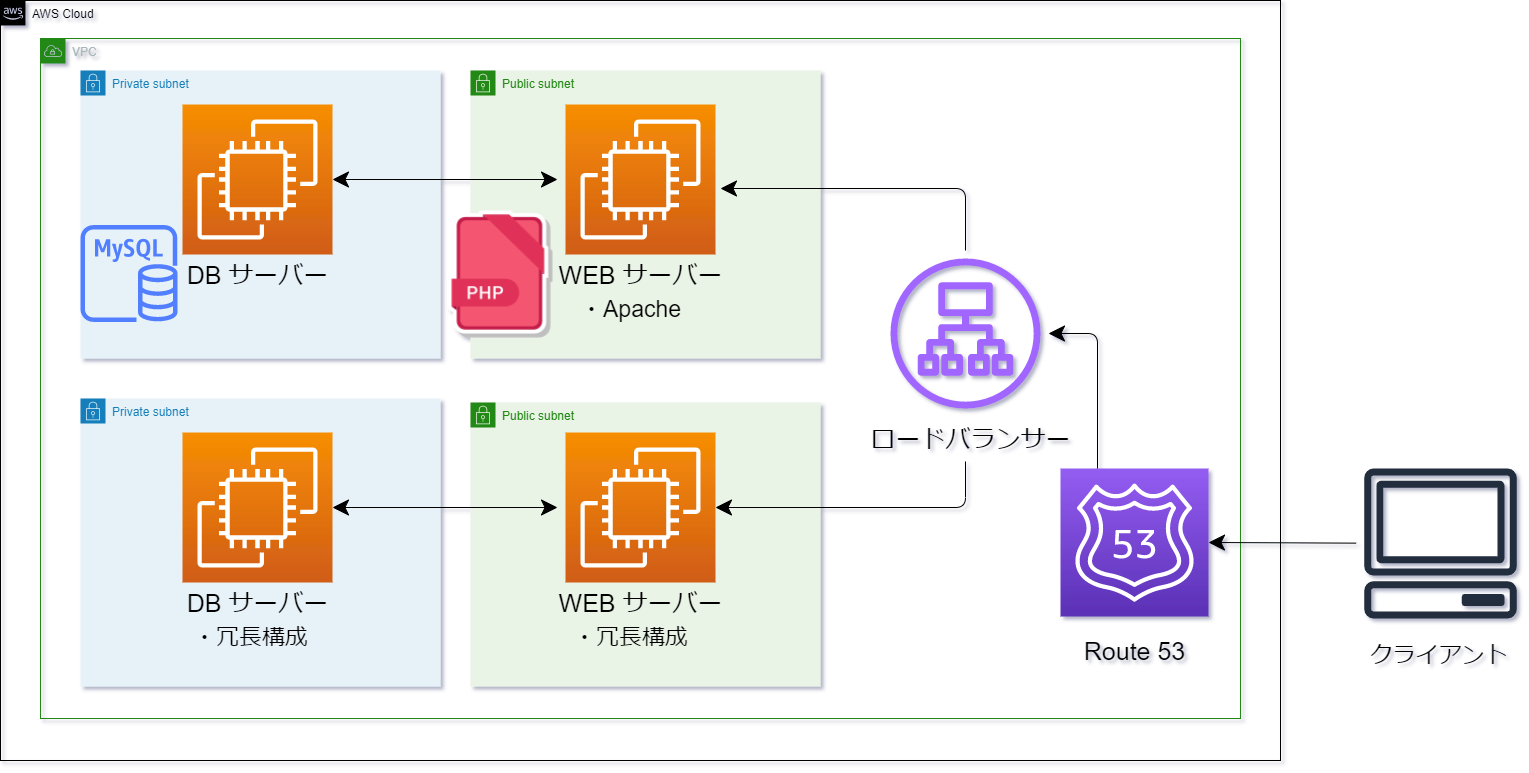 aws
AWS Cloud
VPC
Private subnet
Public subnet
MySQL
DB サーバー
PHP
WEB サーバー
・Apache
ロードバランサー
Private subnet
Public subnet
DB サーバー
・冗長構成
WEB サーバー
・冗長構成
53
Route 53
クライアント